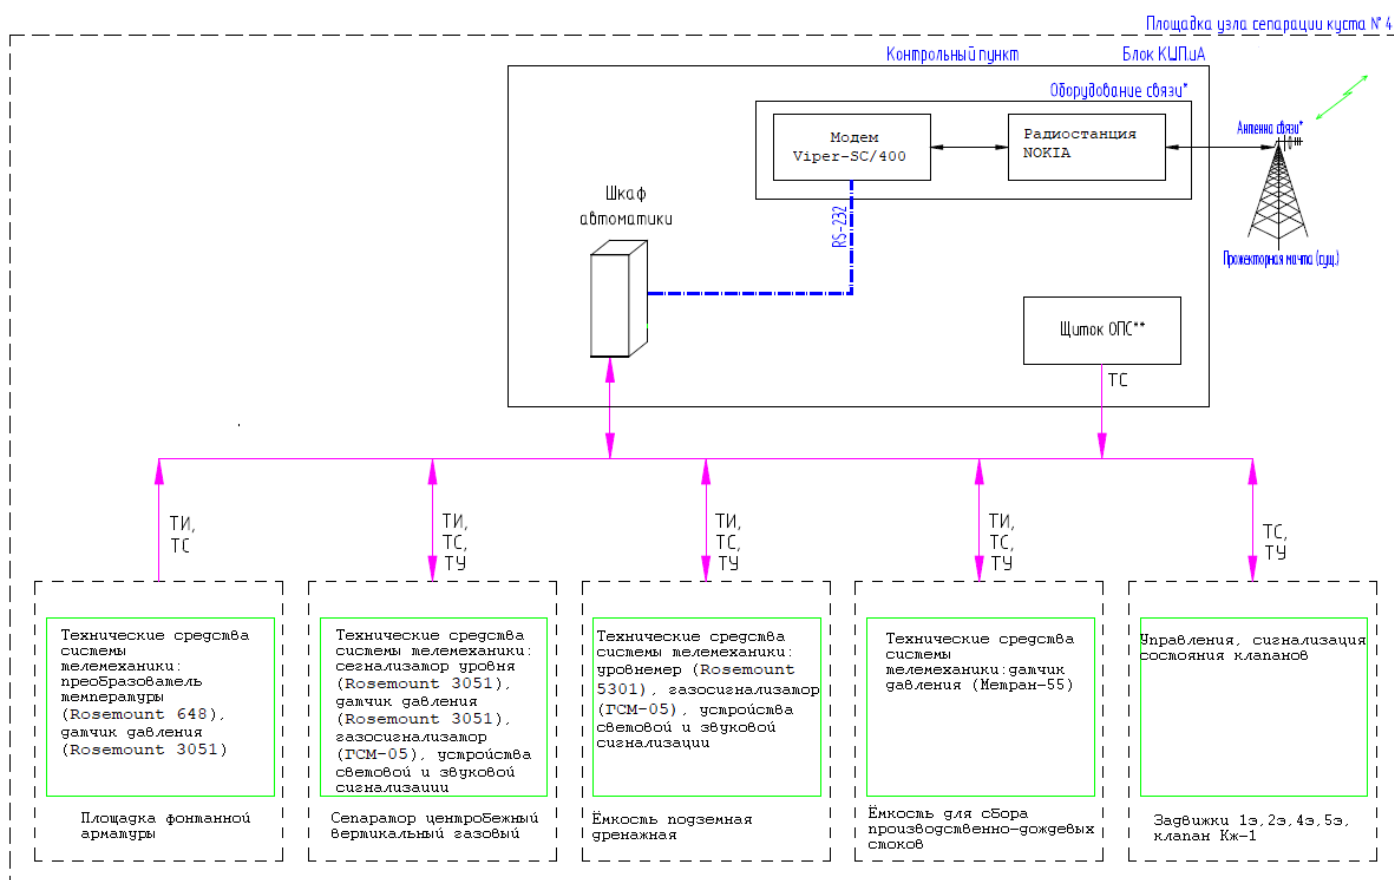 Площадка узла сепарации куста № 4
Контрольный пункт
Блок КИПиА
Оборудование связи*
Модем
Viper-SC/400
Радиостанция
NOKIA
Антенна связи*
Прожекторная мачта (сущ.)
RS-232
Шкаф
автоматики
Щиток ОПС**
ТС
ТИ,
ТС
ТИ,
ТС,
ТУ
ТИ,
ТС,
ТУ
ТИ,
ТС,
ТУ
ТС,
ТУ
Технические средства
системы
телемеханики:
преобразователь
температуры
(Rosemount 648),
датчик давления
(Rosemount 3051)
Площадка фонтанной
арматуры
Технические средства
системы телемеханики:
сегнализатор уровня
(Rosemount 3051),
датчик давления
(Rosemount 3051),
газосигнализатор
(ГСМ-05), устройства
световой и звуковой
сигнализации
Сепаратор центробежный
вертикальный газовый
Технические средства
системы телемеханики:
уровнемер (Rosemount
5301), газосигнализатор
(ГСМ-05), устройства
световой и звуковой
сигнализации
Ёмкость подземная
дренажная
Технические средства
системы
телемеханики:датчик
давления (Метран-55)
Ёмкость для сбора
производственно-дождевых
стоков
Управления, сигнализация
состояния клапанов
Задвижки 1э,2э,4э,5э,
клапан Кж-1